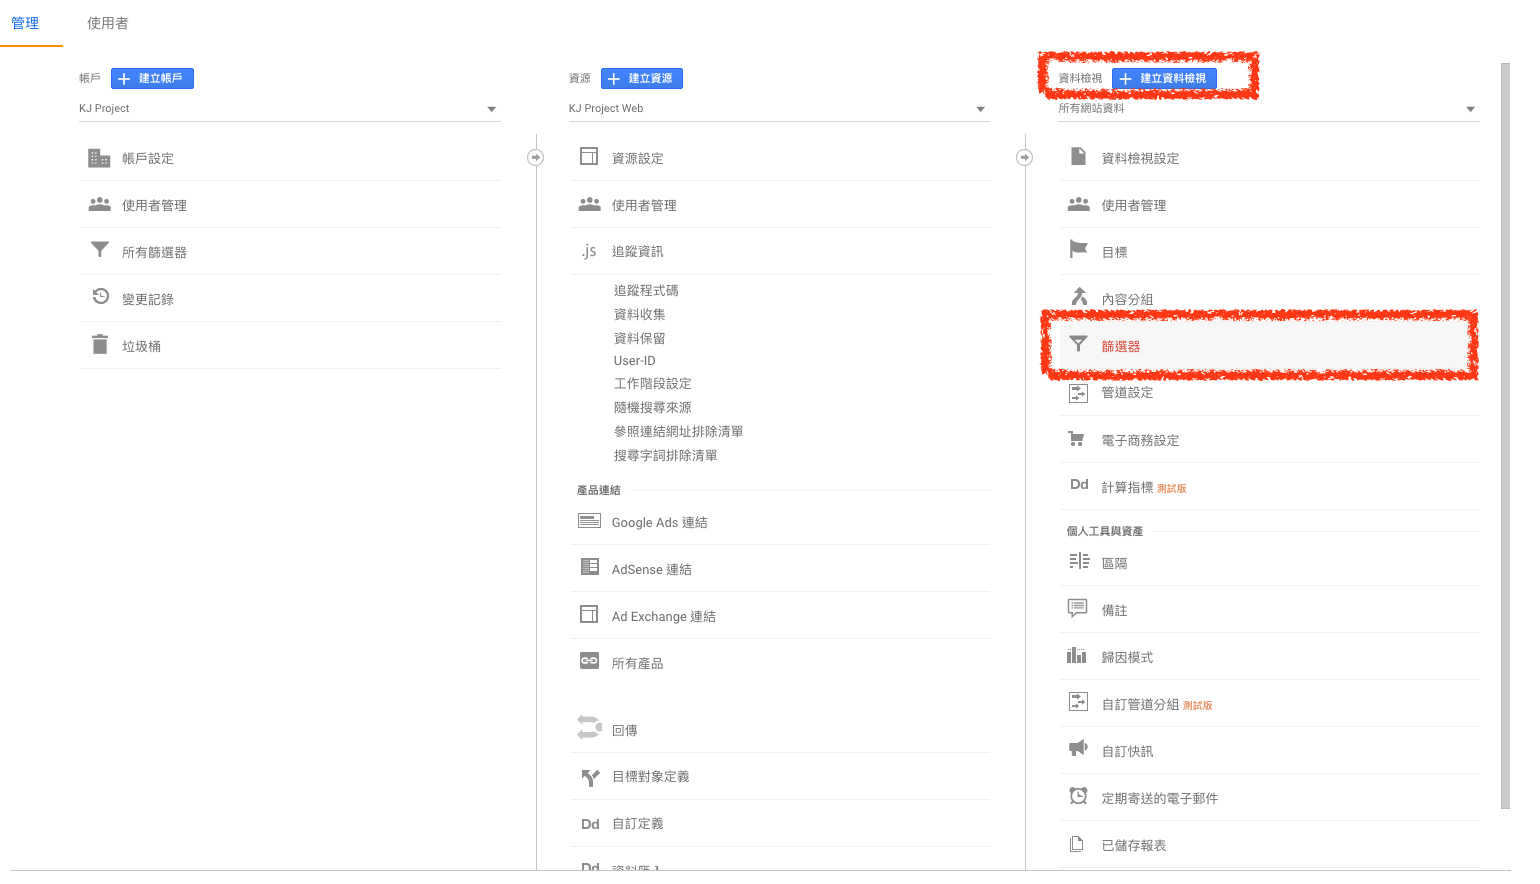 管理
使用者
帳戶
建立帳戶
KJ Project
帳戶設定
使用者管理
所有篩選器
變更記錄
垃圾桶
資源
建立資源
KJ Project Web
資源設定
使用者管理
.js 追蹤資訊
追蹤程式碼
資料收集
資料保留
User-ID
工作階段設定
隨機搜尋來源
參照連結網址排除清單
搜尋字詞排除清單
產品連結
Google Ads 連結
AdSense 連結
Ad Exchange 連結
所有產品
回傳
目標對象定義
Dd 自訂定義
Dd 資料匯入
資料檢視
建立資料檢視
所有網站資料
資料檢視設定
使用者管理
目標
內容分組
篩選器
管道設定
電子商務設定
Dd 計算指標 測試版
個人工具與資產
區隔
備註
歸因模式
自訂管道分組 測試版
自訂快訊
定期寄送的電子郵件
已儲存報表